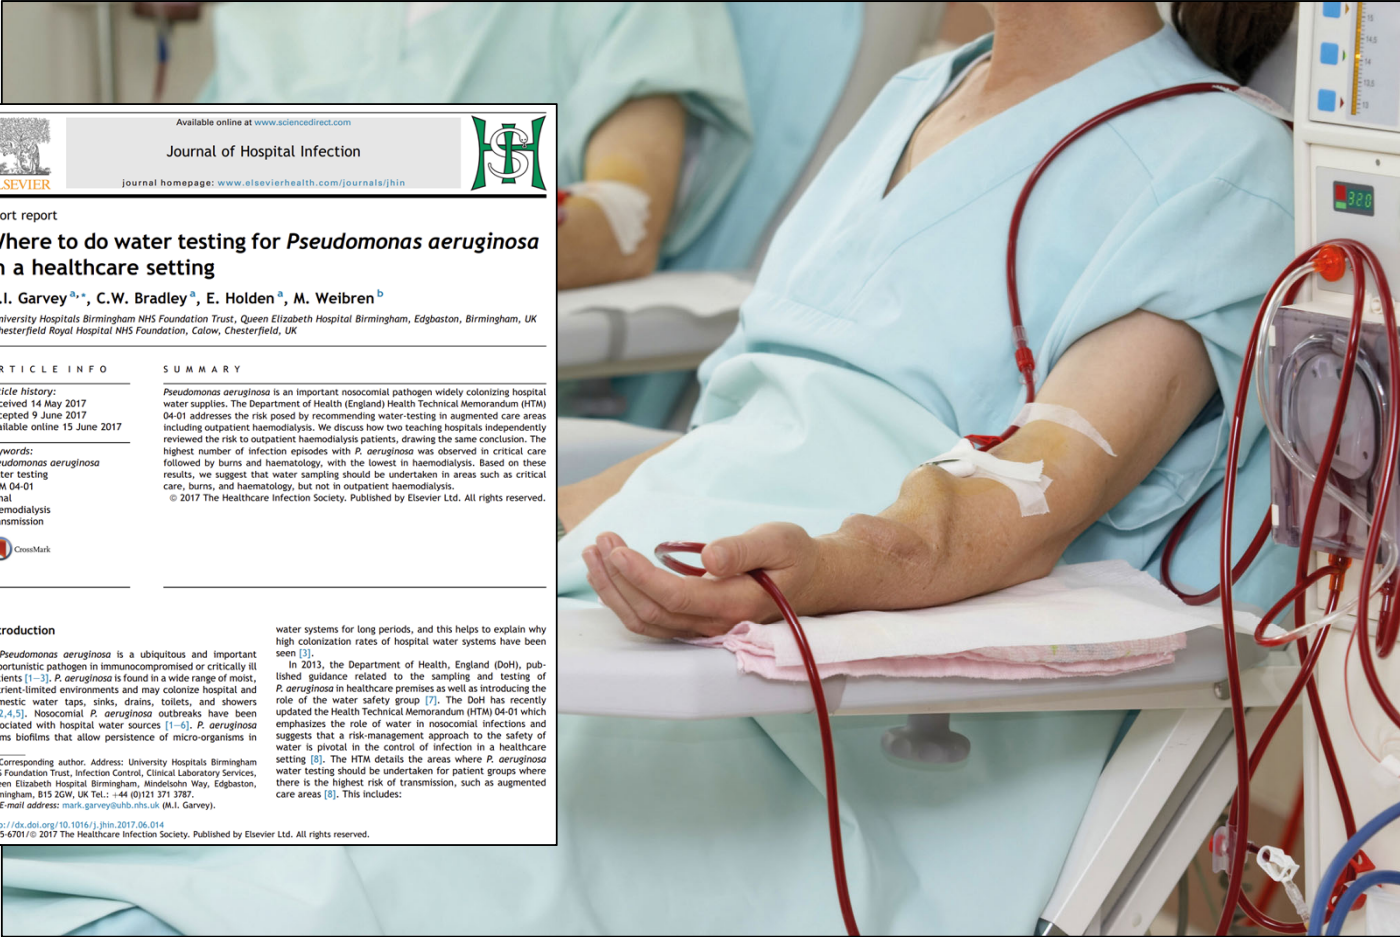 Available online at www.sciencedirect.com
Journal of Hospital Infection
journal homepage: www.elsevierhealth.com/journals/jhin
LSEVIER
ort report
here to do water testing for Pseudomonas aeruginosa
a healthcare setting
.I. Garvey a,*, C.W. Bradley a, E. Holden a, M. Weibren b
niversity Hospitals Birmingham NHS Foundation Trust, Queen Elizabeth Hospital Birmingham, Edgbaston, Birmingham, UK
hesterfield Royal Hospital NHS Foundation, Calow, Chesterfield, UK
RTICLE INFO
icle history:
ceived 14 May 2017
cepted 9 June 2017
ailable online 15 June 2017
ywords:
eudomonas aeruginosa
ter testing
M 04-01
nal
emodialysis
nsmission
CrossMark
SUMMARY
Pseudomonas aeruginosa is an important nosocomial pathogen widely colonizing hospital
water supplies. The Department of Health (England) Health Technical Memorandum (HTM)
04-01 addresses the risk posed by recommending water-testing in augmented care areas
including outpatient haemodialysis. We discuss how two teaching hospitals independently
reviewed the risk to outpatient haemodialysis patients, drawing the same conclusion. The
highest number of infection episodes with P. aeruginosa was observed in critical care
followed by burns and haematology, with the lowest in haemodialysis. Based on these
results, we suggest that water sampling should be undertaken in areas such as critical
care, burns, and haematology, but not in outpatient haemodialysis.
© 2017 The Healthcare Infection Society. Published by Elsevier Ltd. All rights reserved.
troduction
Pseudomonas aeruginosa is a ubiquitous and important
portunistic pathogen in immunocompromised or critically ill
ients [1–3]. P. aeruginosa is found in a wide range of moist,
rient-limited environments and may colonize hospital and
mestic water taps, sinks, drains, toilets, and showers
2,4,5]. Nosocomial P. aeruginosa outbreaks have been
ociated with hospital water sources [1–6]. P. aeruginosa
ms biofilms that allow persistence of micro-organisms in
water systems for long periods, and this helps to explain why
high colonization rates of hospital water systems have been
seen [3].
In 2013, the Department of Health, England (DoH), pub-
lished guidance related to the sampling and testing of
P. aeruginosa in healthcare premises as well as introducing the
role of the water safety group [7]. The DoH has recently
updated the Health Technical Memorandum (HTM) 04-01 which
emphasizes the role of water in nosocomial infections and
suggests that a risk-management approach to the safety of
water is pivotal in the control of infection in a healthcare
setting [8]. The HTM details the areas where P. aeruginosa
water testing should be undertaken for patient groups where
there is the highest risk of transmission, such as augmented
care areas [8]. This includes:
Corresponding author. Address: University Hospitals Birmingham
S Foundation Trust, Infection Control, Clinical Laboratory Services,
een Elizabeth Hospital Birmingham, Mindelsohn Way, Edgbaston,
mingham, B15 2GW, UK Tel.: +44 (0)121 371 3787.
E-mail address: mark.garvey@uhb.nhs.uk (M.I. Garvey).
p://dx.doi.org/10.1016/j.jhin.2017.06.014
5-6701/© 2017 The Healthcare Infection Society. Published by Elsevier Ltd. All rights reserved.
14,5
14
13,5
13
320